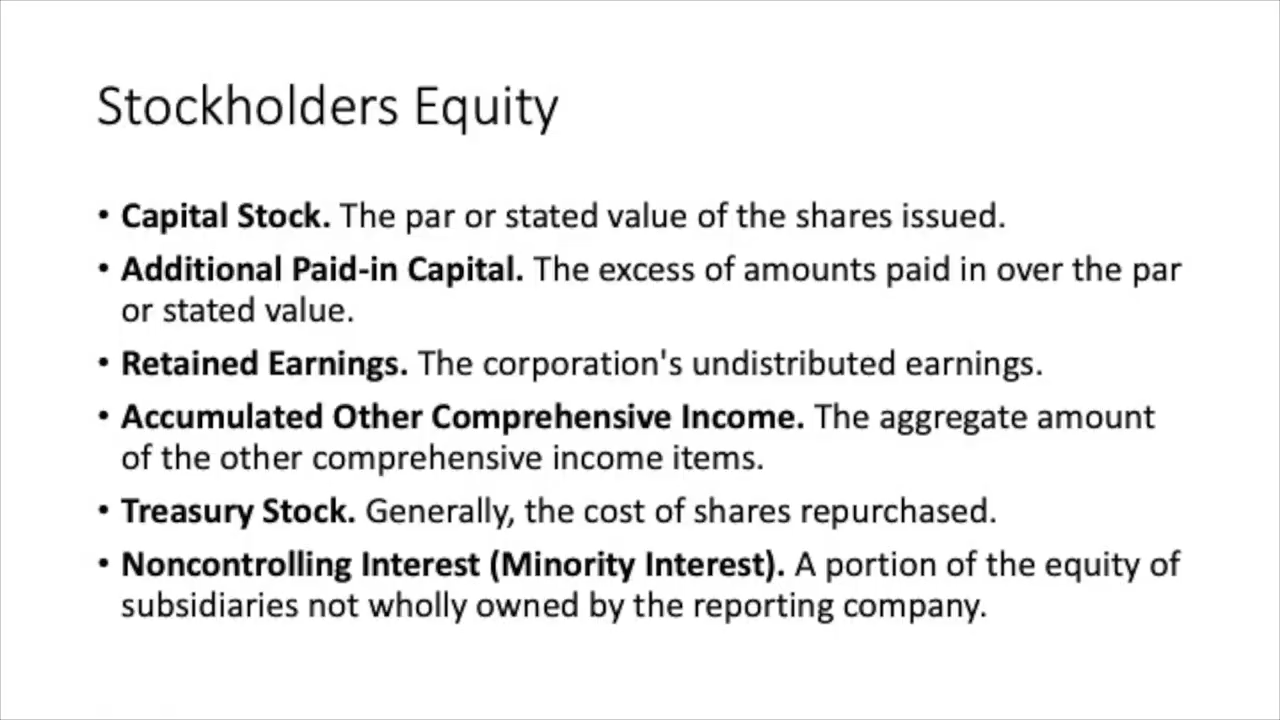 Stockholders Equity
• Capital Stock. The par or stated value of the shares issued.
• Additional Paid-in Capital. The excess of amounts paid in over the par
or stated value.
• Retained Earnings. The corporation's undistributed earnings.
• Accumulated Other Comprehensive Income. The aggregate amount
of the other comprehensive income items.
• Treasury Stock. Generally, the cost of shares repurchased.
• Noncontrolling Interest (Minority Interest). A portion of the equity of
subsidiaries not wholly owned by the reporting company.